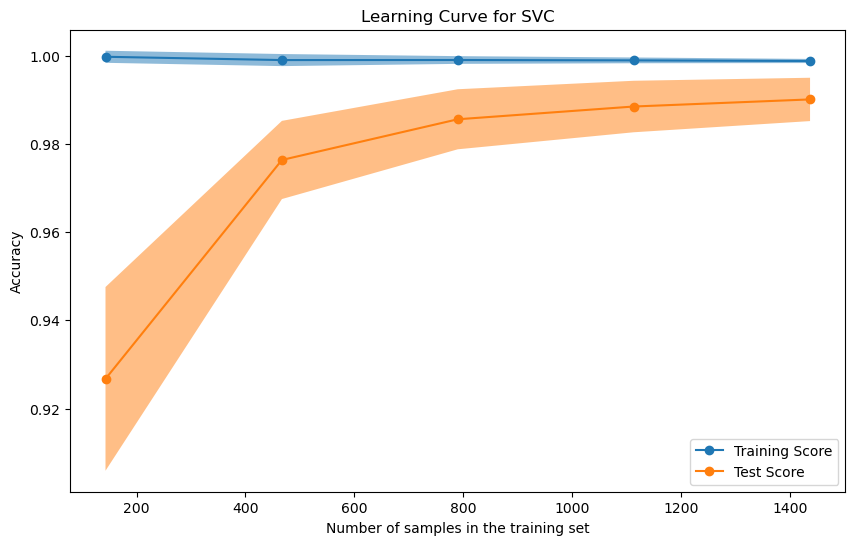 Learning Curve for SVC
1.00
0.98
0.96
0.94
0.92
Accuracy
200 400 600 800 1000 1200 1400
Number of samples in the training set
Training Score
Test Score